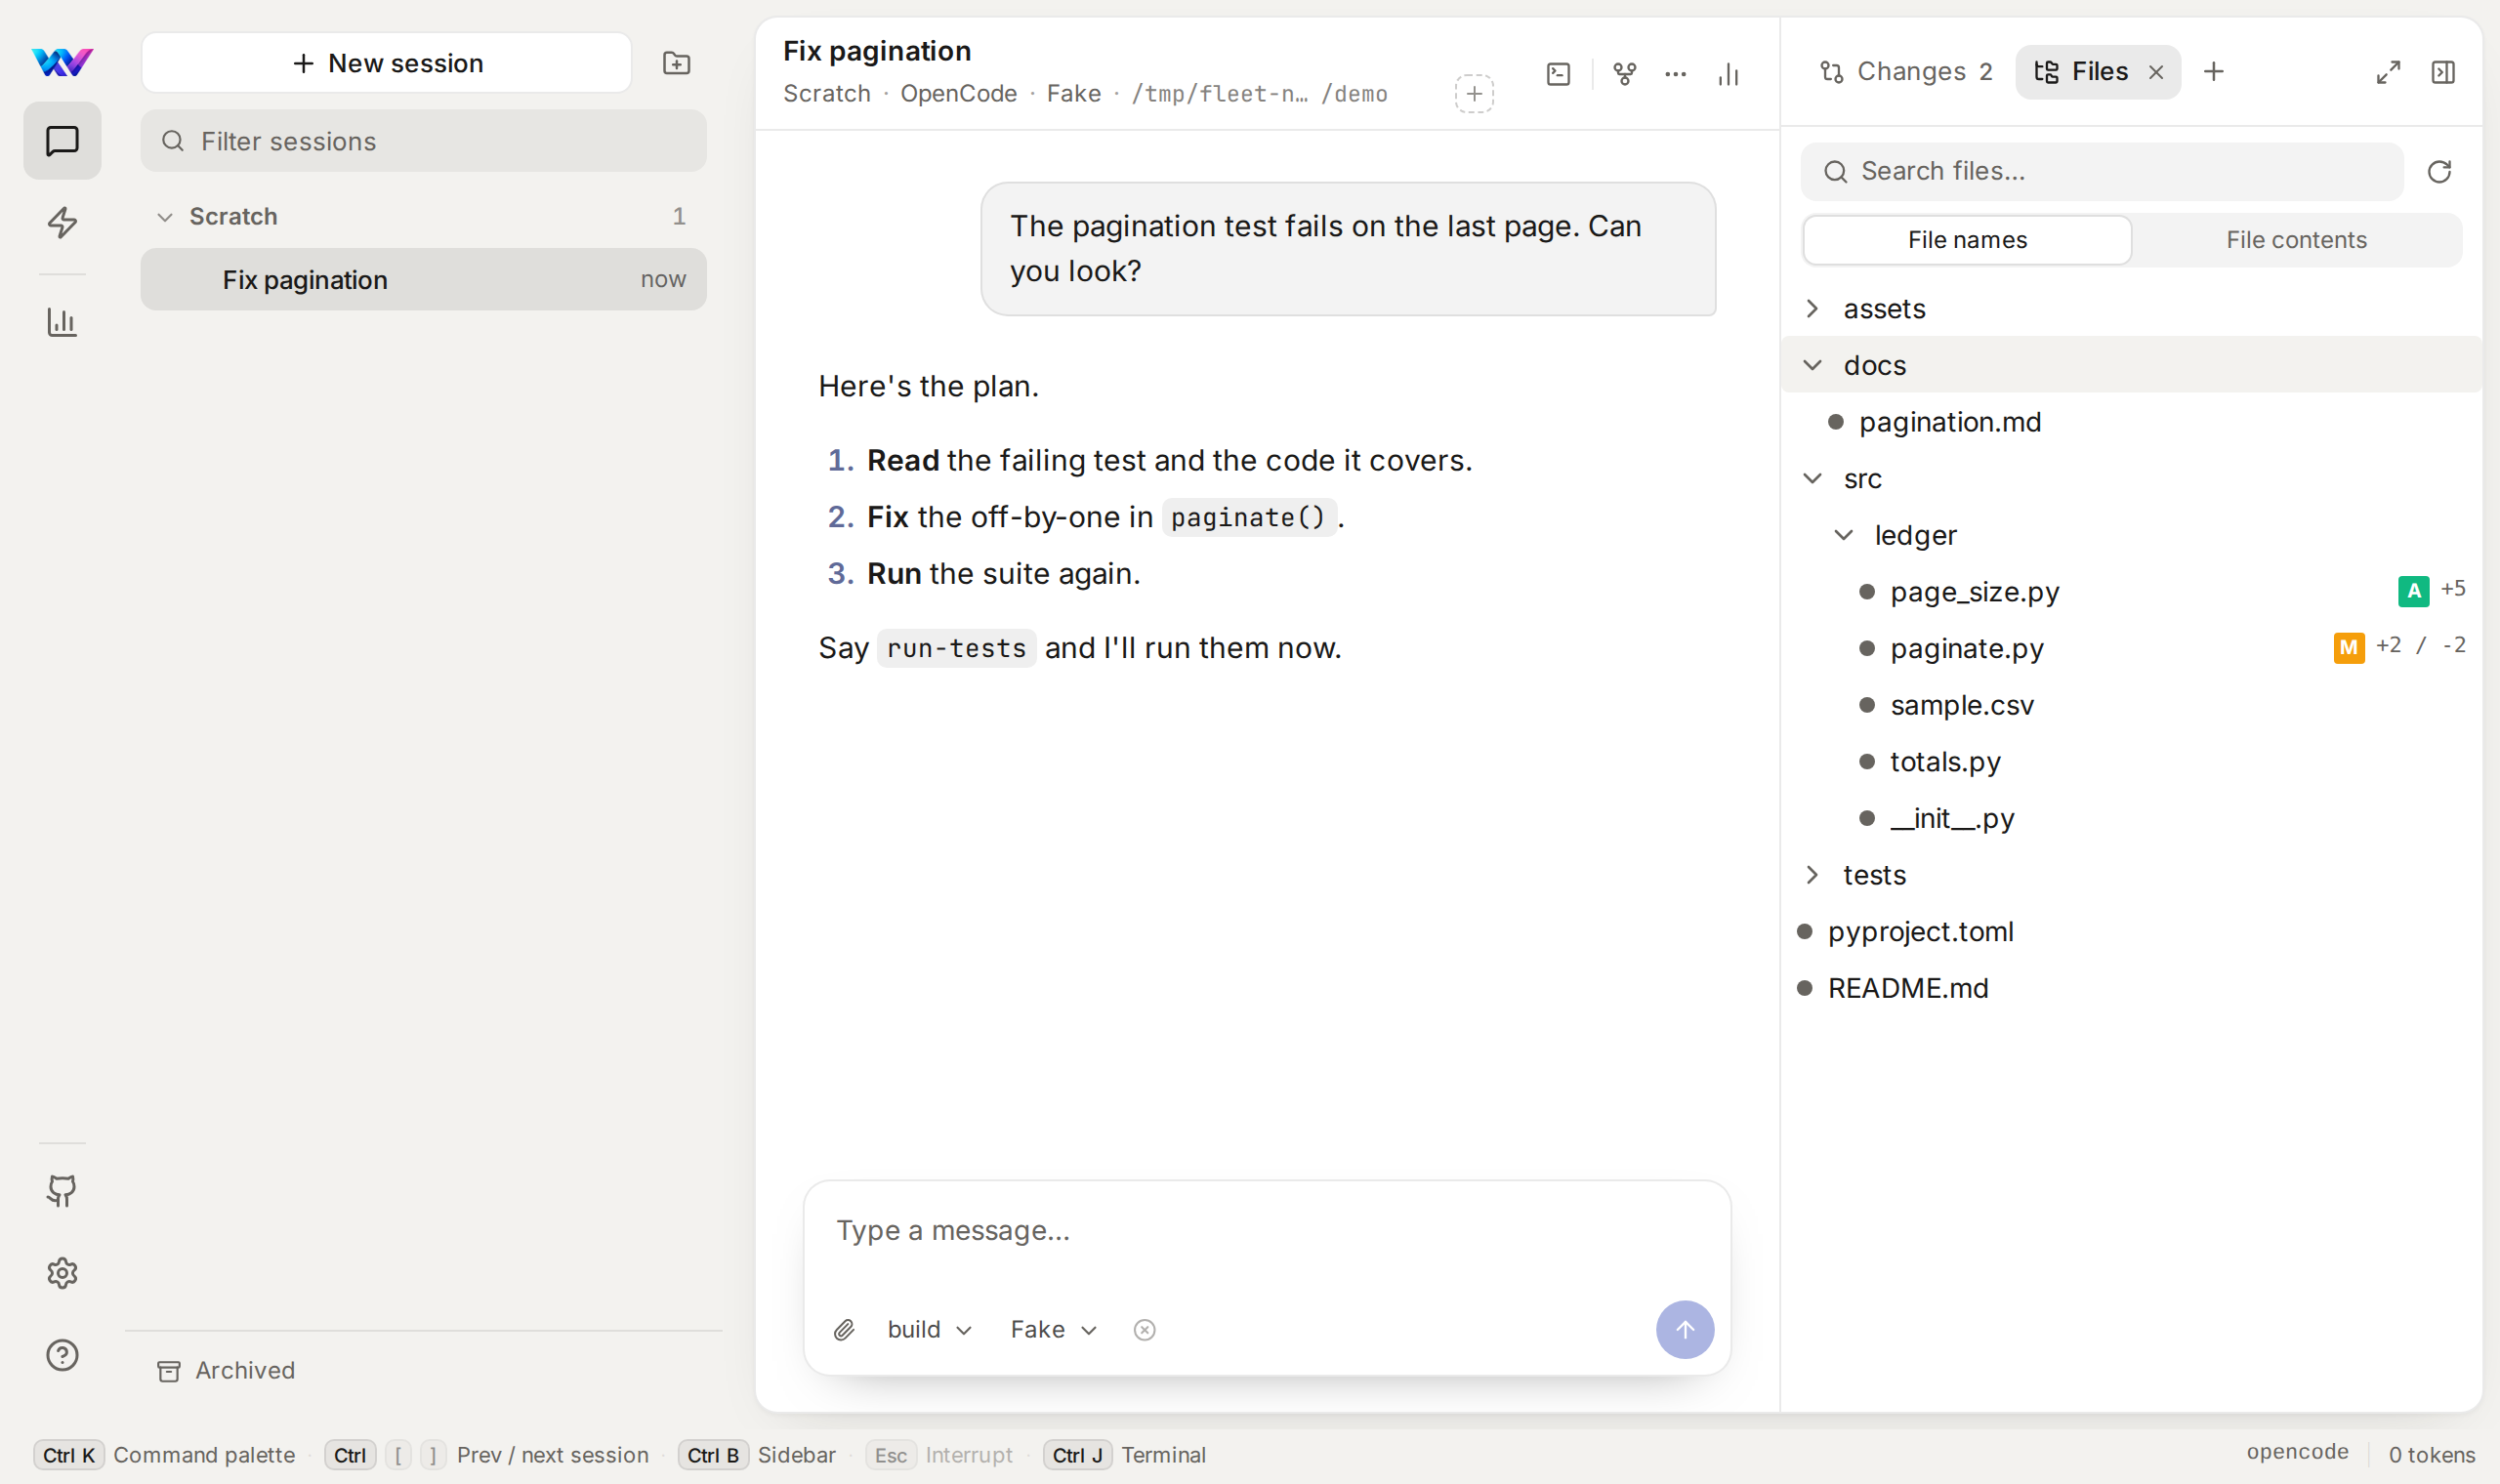 New session
Filter sessions
Scratch 1
Fix pagination now
Archived
Fix pagination
Scratch · OpenCode · Fake · /tmp/fleet-n… /demo
The pagination test fails on the last page. Can
you look?
Here's the plan.
1. Read the failing test and the code it covers.
2. Fix the off-by-one in paginate().
3. Run the suite again.
Say run-tests and I'll run them now.
Type a message...
build Fake
Changes 2 Files
Search files...
File names File contents
assets
docs
pagination.md
src
ledger
page_size.py A +5
paginate.py M +2 / -2
sample.csv
totals.py
__init__.py
tests
pyproject.toml
README.md
Ctrl K Command palette · Ctrl [ ] Prev / next session · Ctrl B Sidebar · Esc Interrupt · Ctrl J Terminal
opencode 0 tokens